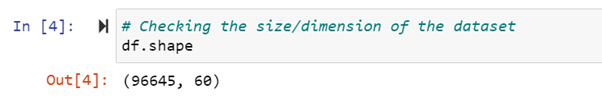 In [4]: # Checking the size/dimension of the dataset
df.shape
Out[4]: (96645, 60)